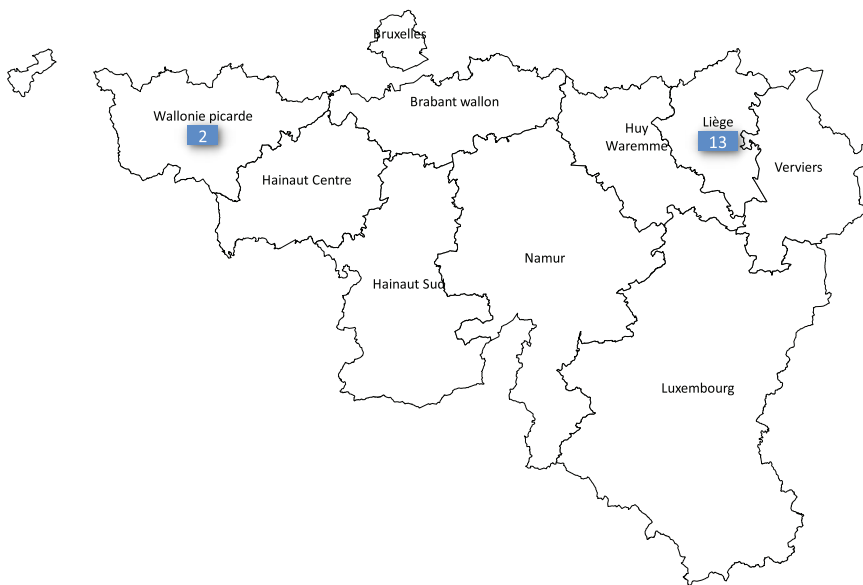 Bruxelles
Brabant wallon
Wallonie picarde
2
Liège
13
Huy
Waremme
Verviers
Hainaut Centre
Namur
Hainaut Sud
Luxembourg